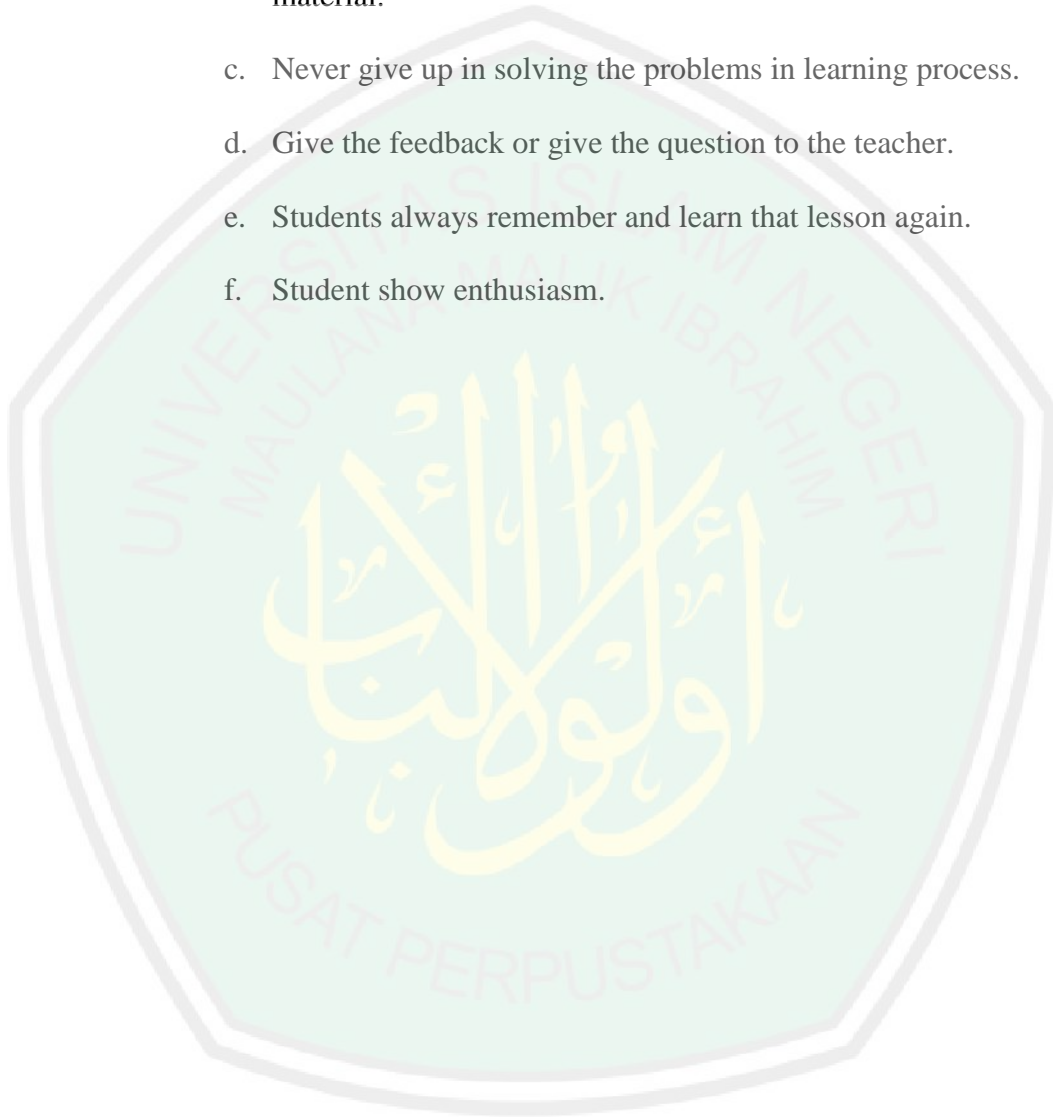 material.
c. Never give up in solving the problems in learning process.
d. Give the feedback or give the question to the teacher.
e. Students always remember and learn that lesson again.
f. Student show enthusiasm.
UNIVERSITAS ISLAM NEGERI
MAULANA MALIK IBRAHIM
أولوا الألباب
PUSAT PERPUSTAKAAN